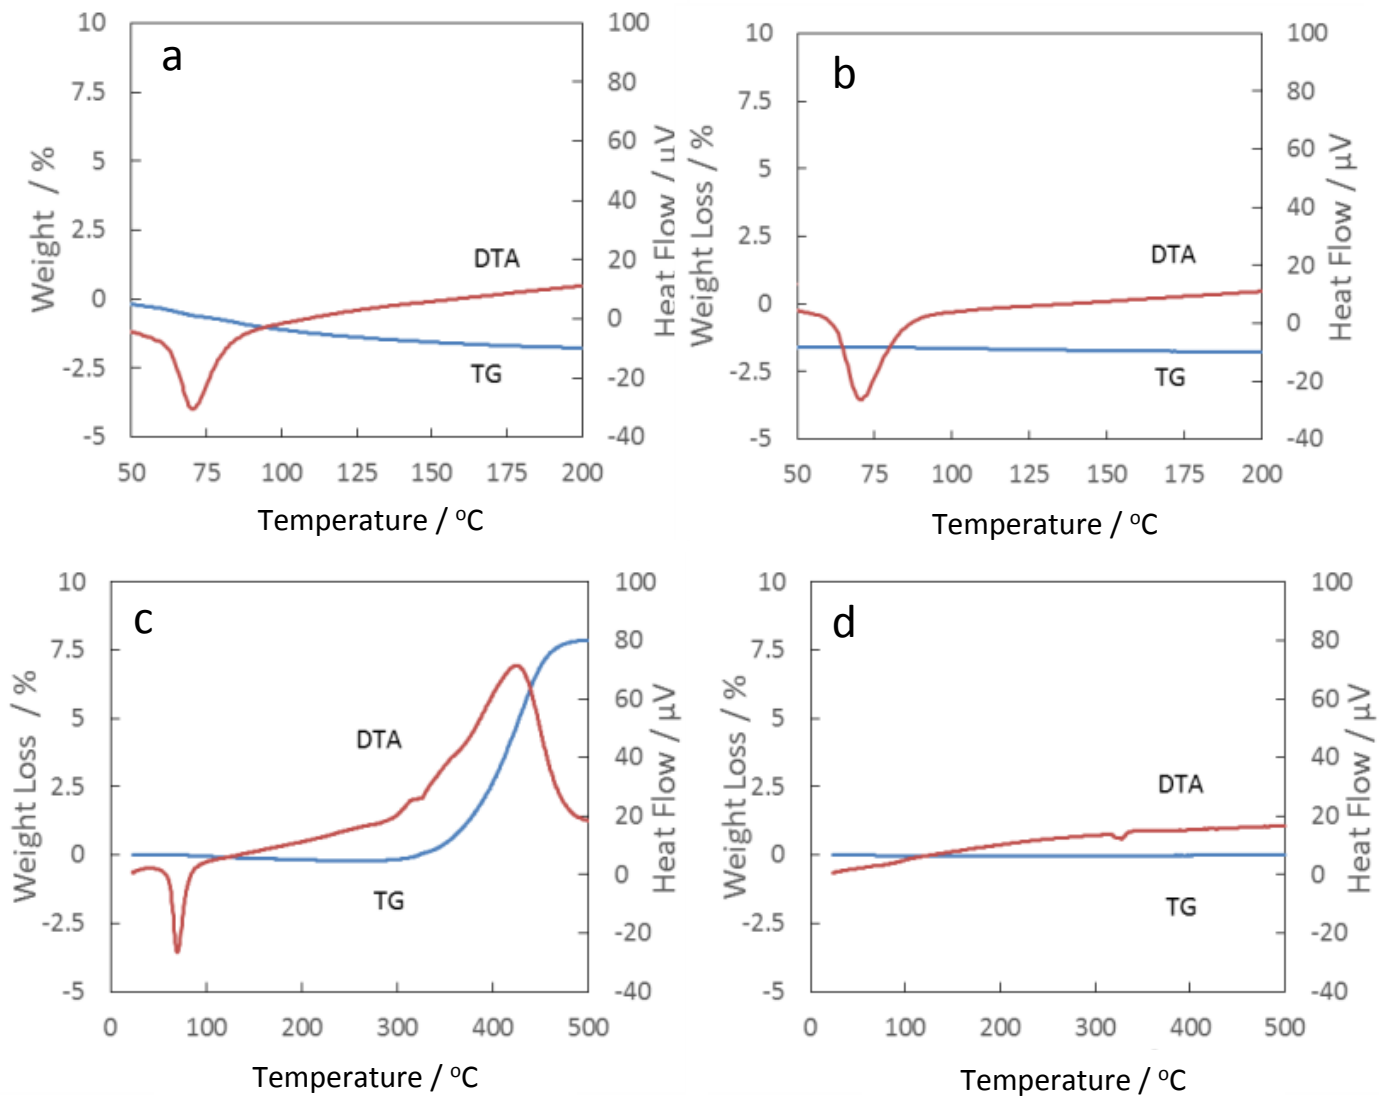 a
10
7.5
5
2.5
0
-2.5
-5
Weight / %
100
80
60
40
20
0
-20
-40
Heat Flow / uV
DTA
TG
50 75 100 125 150 175 200
Temperature / °C
b
10
7.5
5
2.5
0
-2.5
-5
Weight Loss / %
100
80
60
40
20
0
-20
-40
Heat Flow / µV
DTA
TG
50 75 100 125 150 175 200
Temperature / °C
c
10
7.5
5
2.5
0
-2.5
-5
Weight Loss / %
100
80
60
40
20
0
-20
-40
Heat Flow / µV
DTA
TG
0 100 200 300 400 500
Temperature / °C
d
10
7.5
5
2.5
0
-2.5
-5
Weight Loss / %
100
80
60
40
20
0
-20
-40
Heat Flow / µV
DTA
TG
0 100 200 300 400 500
Temperature / °C